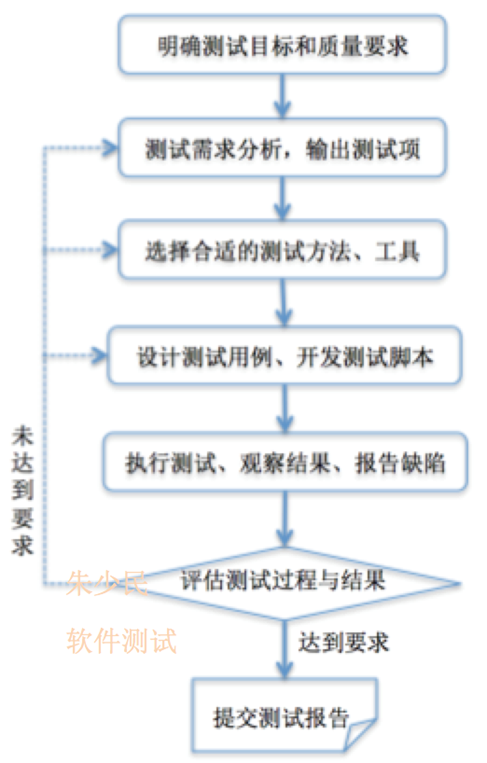 明确测试目标和质量要求
测试需求分析，输出测试项
选择合适的测试方法、工具
设计测试用例、开发测试脚本
未达到要求
执行测试、观察结果、报告缺陷
朱少民
评估测试过程与结果
软件测试
达到要求
提交测试报告